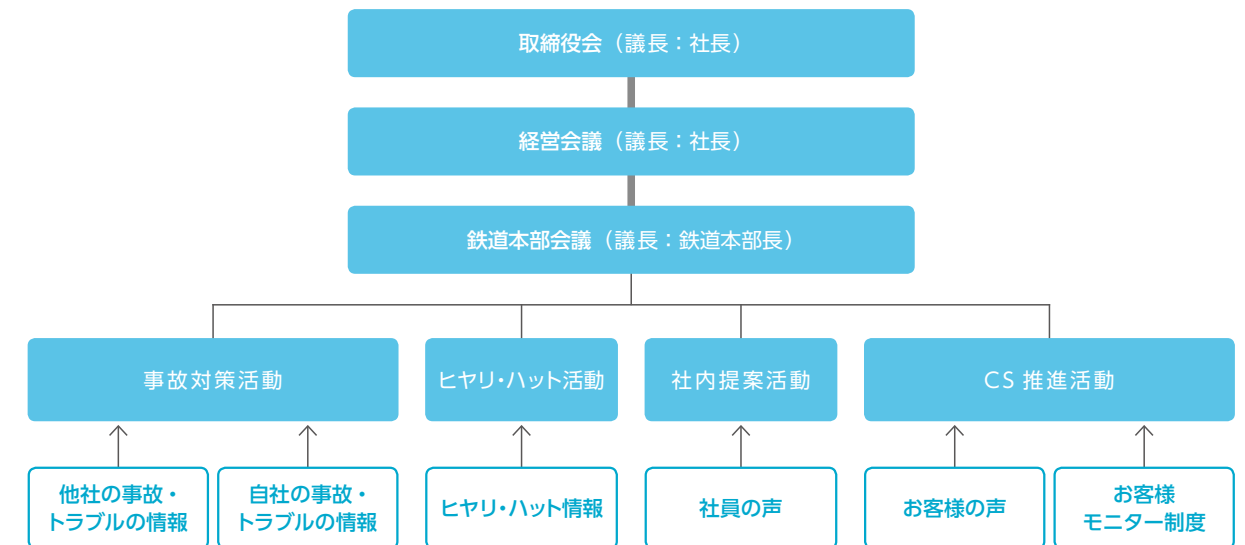 取締役会（議長：社長）
経営会議（議長：社長）
鉄道本部会議（議長：鉄道本部長）
事故対策活動
ヒヤリ・ハット活動
社内提案活動
CS 推進活動
他社の事故・
トラブルの情報
自社の事故・
トラブルの情報
ヒヤリ・ハット情報
社員の声
お客様の声
お客様
モニター制度